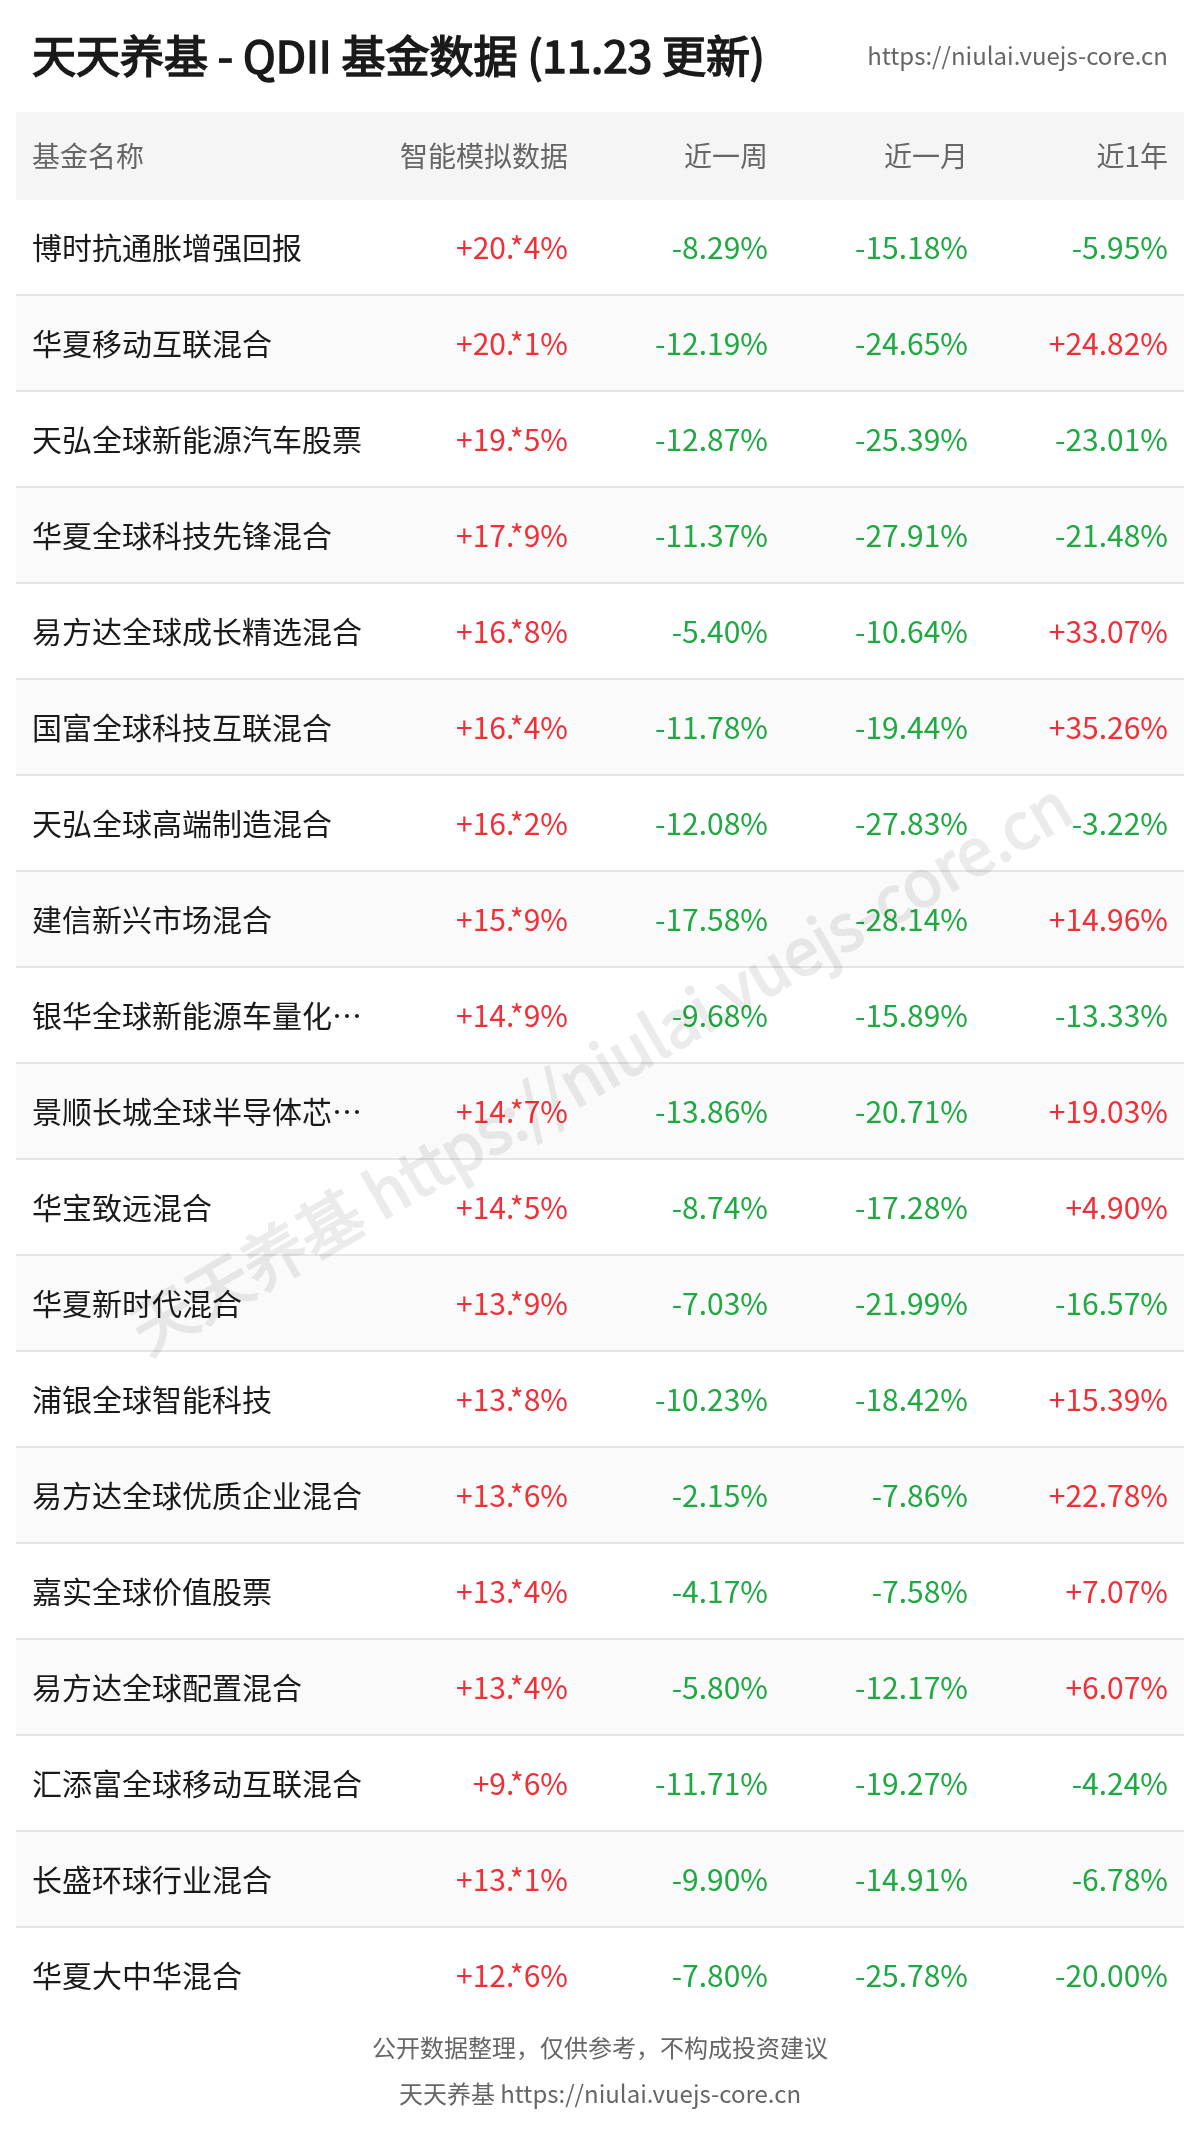 天天养基 - QDII 基金数据 (11.23 更新) https://niulai.vuejs-core.cn
基金名称 智能模拟数据 近一周 近一月 近1年
博时抗通胀增强回报 +20.*4% -8.29% -15.18% -5.95%
华夏移动互联混合 +20.*1% -12.19% -24.65% +24.82%
天弘全球新能源汽车股票 +19.*5% -12.87% -25.39% -23.01%
华夏全球科技先锋混合 +17.*9% -11.37% -27.91% -21.48%
易方达全球成长精选混合 +16.*8% -5.40% -10.64% +33.07%
国富全球科技互联混合 +16.*4% -11.78% -19.44% +35.26%
天弘全球高端制造混合 +16.*2% -12.08% -27.83% -3.22%
建信新兴市场混合 +15.*9% -17.58% -28.14% +14.96%
银华全球新能源车量化… +14.*9% -9.68% -15.89% -13.33%
景顺长城全球半导体芯… +14.*7% -13.86% -20.71% +19.03%
华宝致远混合 +14.*5% -8.74% -17.28% +4.90%
华夏新时代混合 +13.*9% -7.03% -21.99% -16.57%
浦银全球智能科技 +13.*8% -10.23% -18.42% +15.39%
易方达全球优质企业混合 +13.*6% -2.15% -7.86% +22.78%
嘉实全球价值股票 +13.*4% -4.17% -7.58% +7.07%
易方达全球配置混合 +13.*4% -5.80% -12.17% +6.07%
汇添富全球移动互联混合 +9.*6% -11.71% -19.27% -4.24%
长盛环球行业混合 +13.*1% -9.90% -14.91% -6.78%
华夏大中华混合 +12.*6% -7.80% -25.78% -20.00%
公开数据整理，仅供参考，不构成投资建议
天天养基 https://niulai.vuejs-core.cn
天天养基 https://niulai.vuejs-core.cn